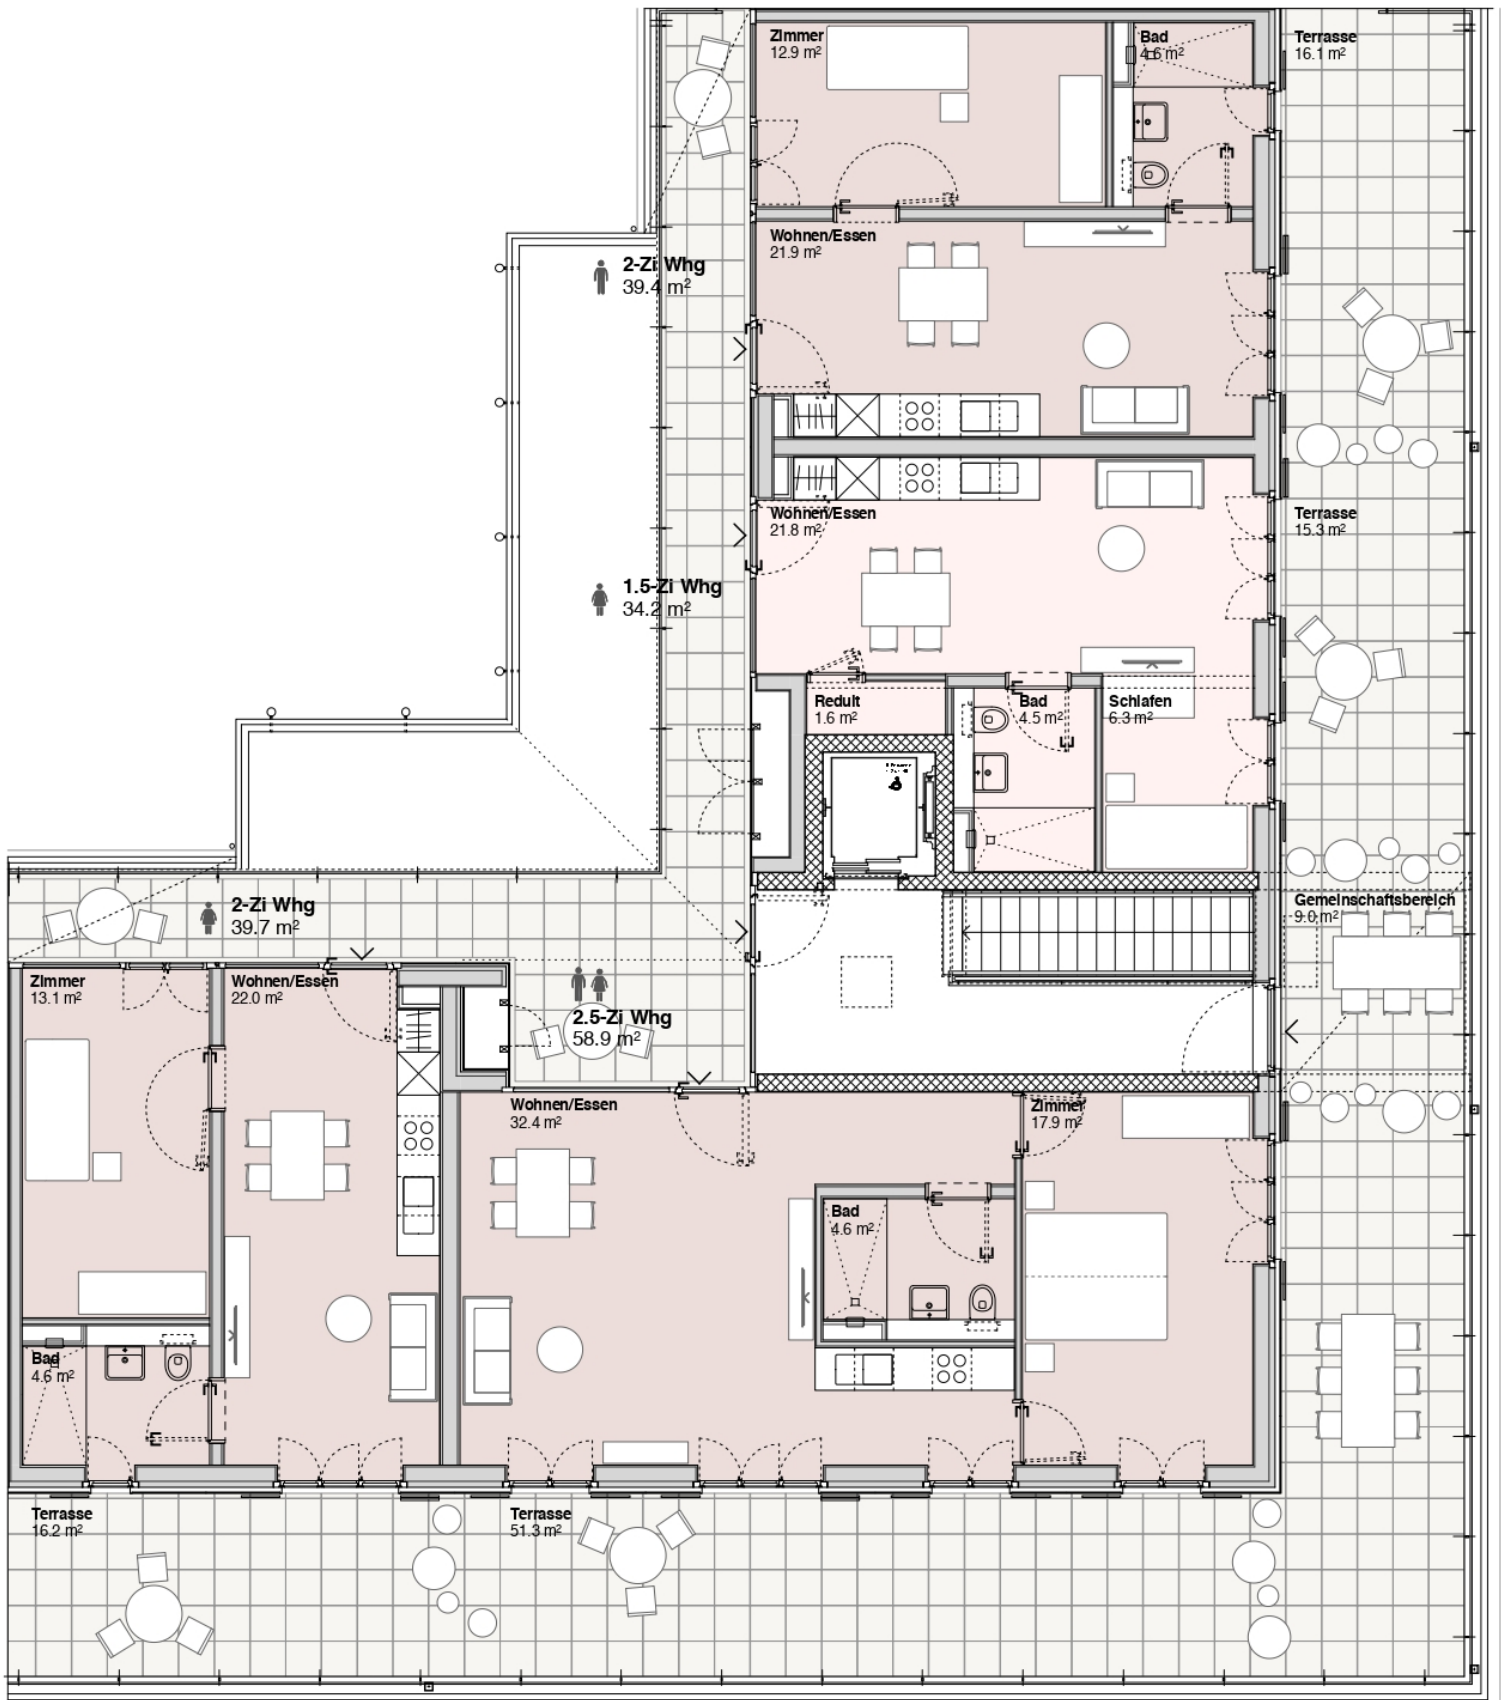 Zimmer
12.9 m²
Bad
4.6 m²
Terrasse
16.1 m²
Wohnen/Essen
21.9 m²
2-Zi Whg
39.4 m²
Wohnen/Essen
21.8 m²
Terrasse
15.3 m²
1.5-Zi Whg
34.2 m²
Reduit
1.6 m²
Bad
4.5 m²
Schlafen
6.3 m²
2-Zi Whg
39.7 m²
Gemeinschaftsbereich
9.0 m²
Zimmer
13.1 m²
Wohnen/Essen
22.0 m²
2.5-Zi Whg
58.9 m²
Wohnen/Essen
32.4 m²
Zimmer
17.9 m²
Bad
4.6 m²
Bad
4.6 m²
Terrasse
16.2 m²
Terrasse
51.3 m²